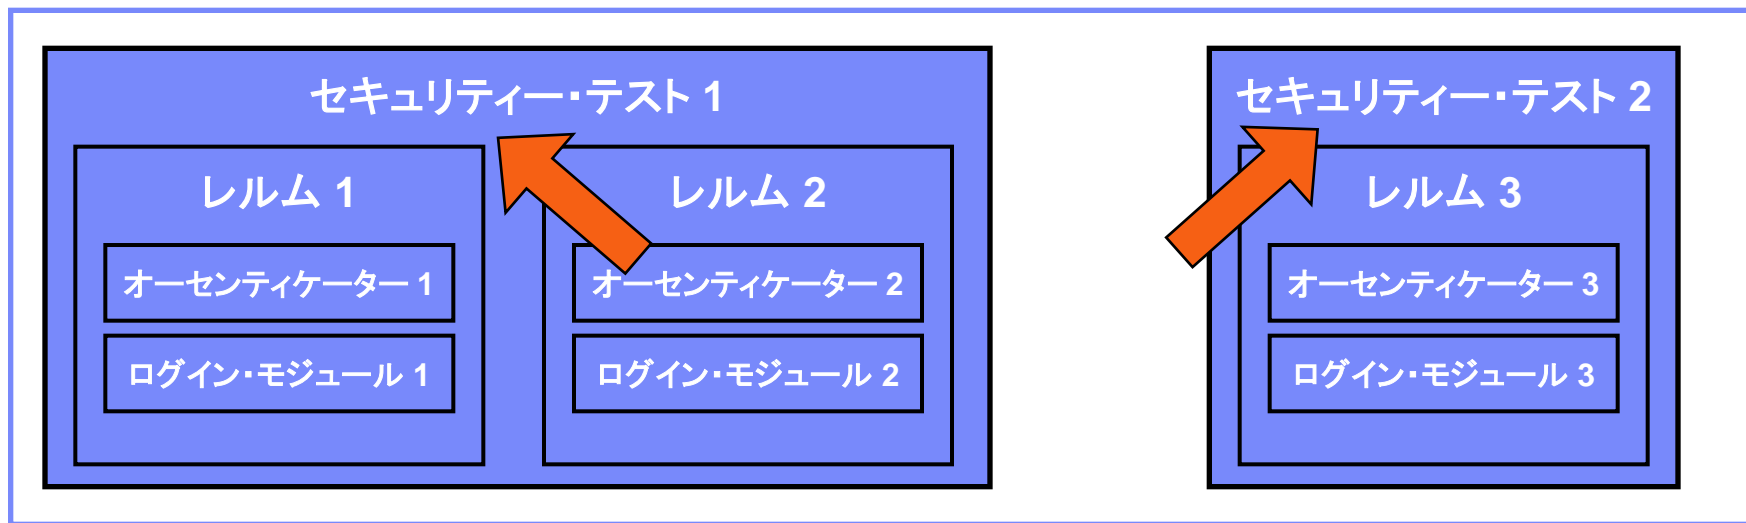 セキュリティー・テスト 1
レルム 1
オーセンティケーター 1
ログイン・モジュール 1
レルム 2
オーセンティケーター 2
ログイン・モジュール 2
セキュリティー・テスト 2
レルム 3
オーセンティケーター 3
ログイン・モジュール 3